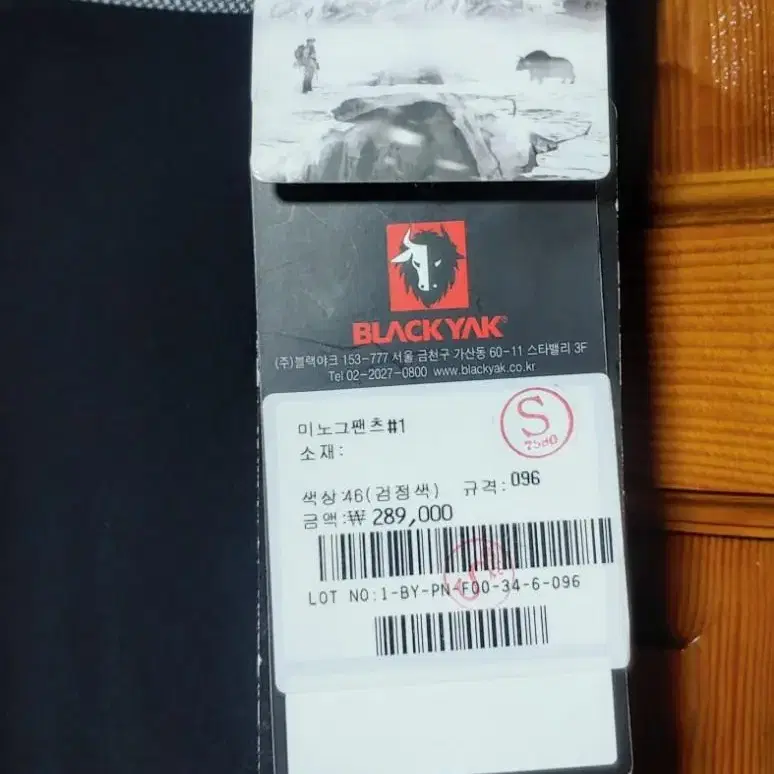 BLACKYAK
(주)블랙야크 153-777 서울 금천구 가산동 60-11 스타밸리 3F
Tel 02-2027-0800 www.blackyak.co.kr
미노그팬츠#1
S
7580
소재:
색상:46(검정색) 규격:096
금액:₩ 289,000
LOT NO:1-BY-PN-F00-34-6-096